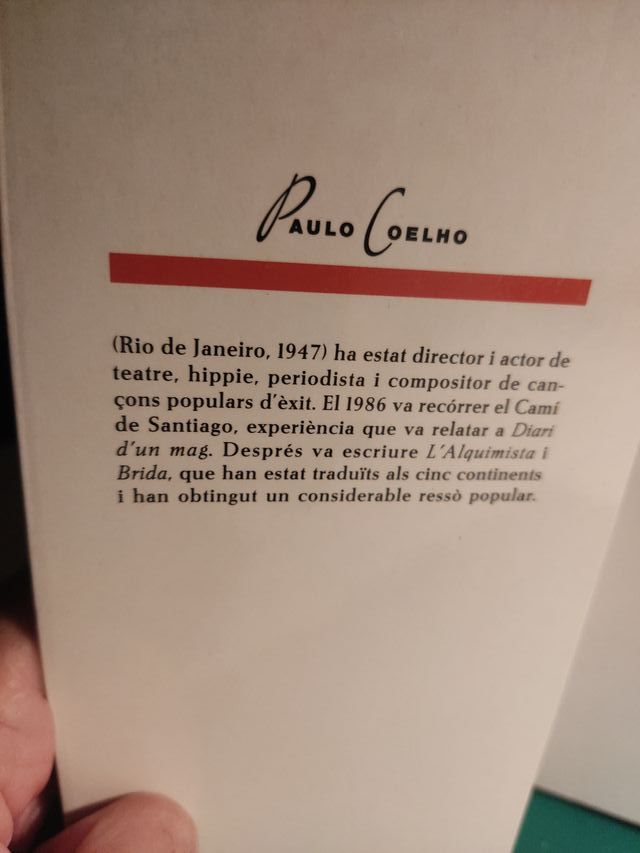 PAULO COELHO
(Rio de Janeiro, 1947) ha estat director i actor de
teatre, hippie, periodista i compositor de can-
çons populars d'èxit. El 1986 va recórrer el Camí
de Santiago, experiència que va relatar a Diari
d'un mag. Després va escriure L'Alquimista i
Brida, que han estat traduïts als cinc continents
i han obtingut un considerable ressò popular.